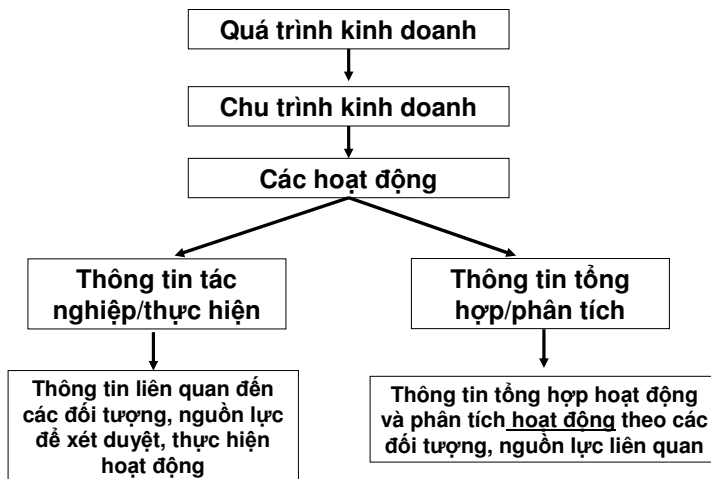 Quá trình kinh doanh
Chu trình kinh doanh
Các hoạt động
Thông tin tác
nghiệp/thực hiện
Thông tin tổng
hợp/phân tích
Thông tin liên quan đến
các đối tượng, nguồn lực
để xét duyệt, thực hiện
hoạt động
Thông tin tổng hợp hoạt động
và phân tích hoạt động theo các
đối tượng, nguồn lực liên quan